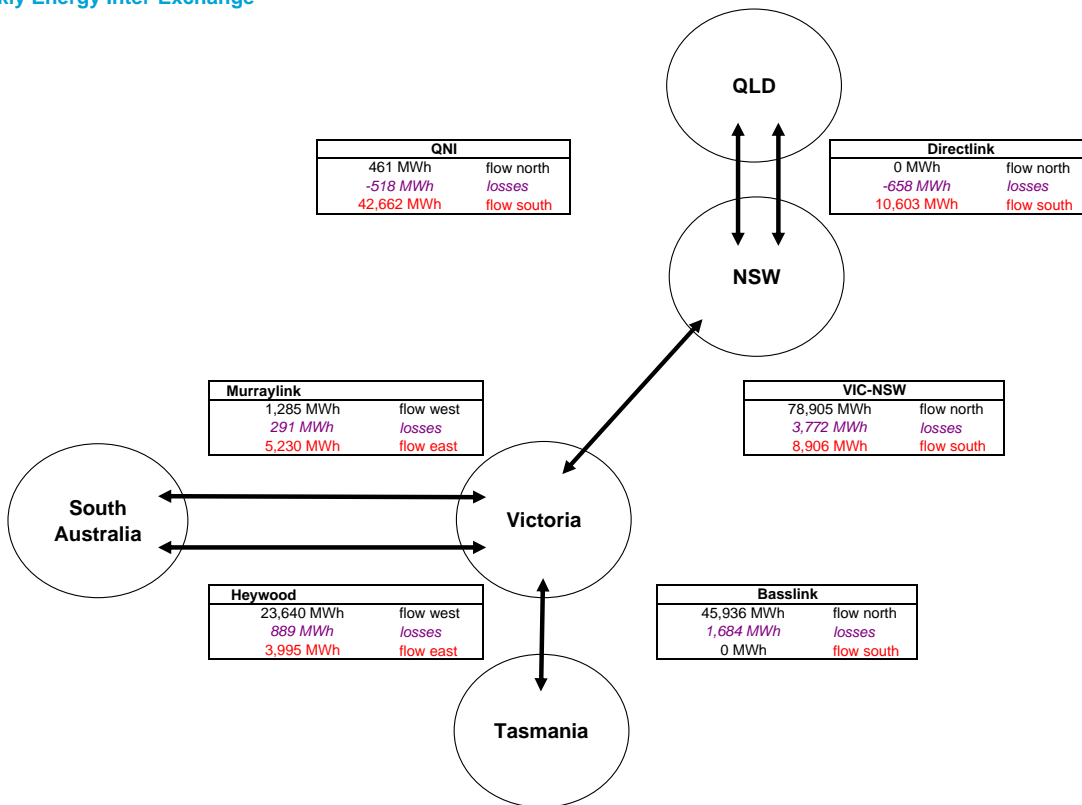 kly Energy Inter-Exchange
QLD
QNI
461 MWh flow north
-518 MWh losses
42,662 MWh flow south
Directlink
0 MWh flow north
-658 MWh losses
10,603 MWh flow south
NSW
Murraylink
1,285 MWh flow west
291 MWh losses
5,230 MWh flow east
VIC-NSW
78,905 MWh flow north
3,772 MWh losses
8,906 MWh flow south
South
Australia
Victoria
Heywood
23,640 MWh flow west
889 MWh losses
3,995 MWh flow east
Basslink
45,936 MWh flow north
1,684 MWh losses
0 MWh flow south
Tasmania